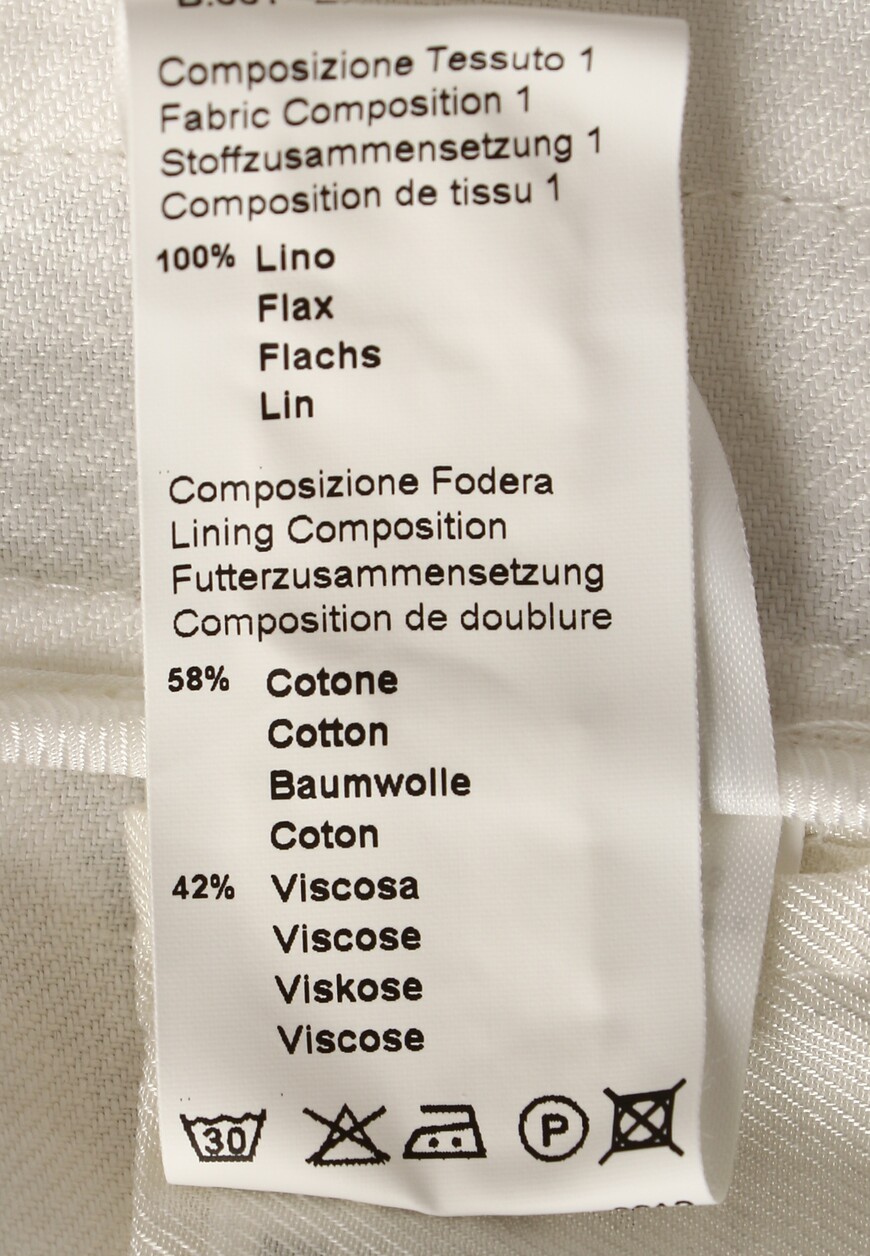 Composizione Tessuto 1
Fabric Composition 1
Stoffzusammensetzung 1
Composition de tissu 1
100% Lino
Flax
Flachs
Lin
Composizione Fodera
Lining Composition
Futterzusammensetzung
Composition de doublure
58% Cotone
Cotton
Baumwolle
Coton
42% Viscosa
Viscose
Viskose
Viscose
30 P